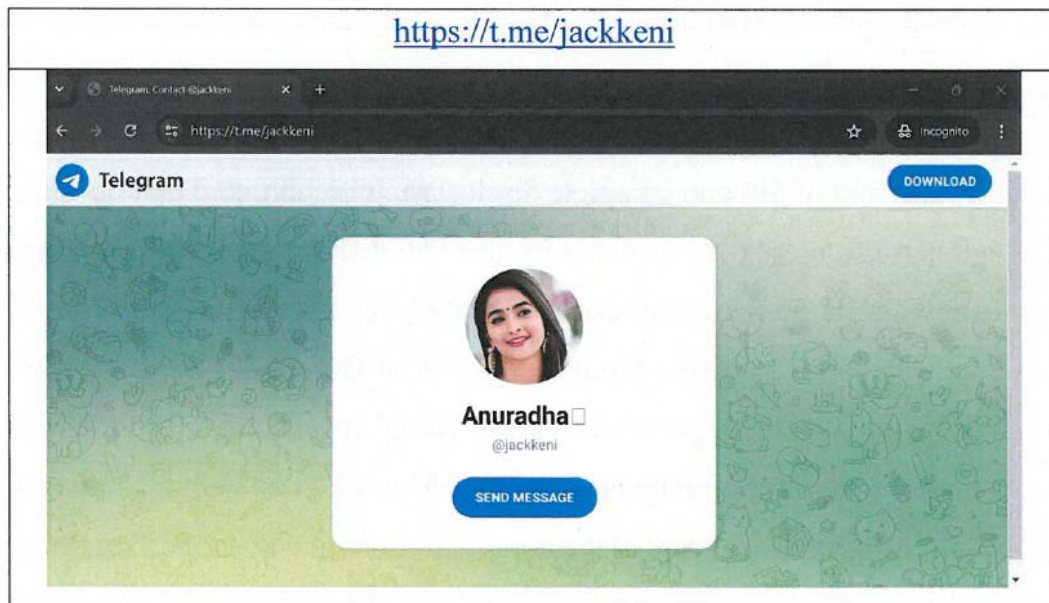 https://t.me/jackkeni
Telegram: Contact @jackkeni
https://t.me/jackkeni
Incognito
Telegram
DOWNLOAD
Anuradha
@jackkeni
SEND MESSAGE